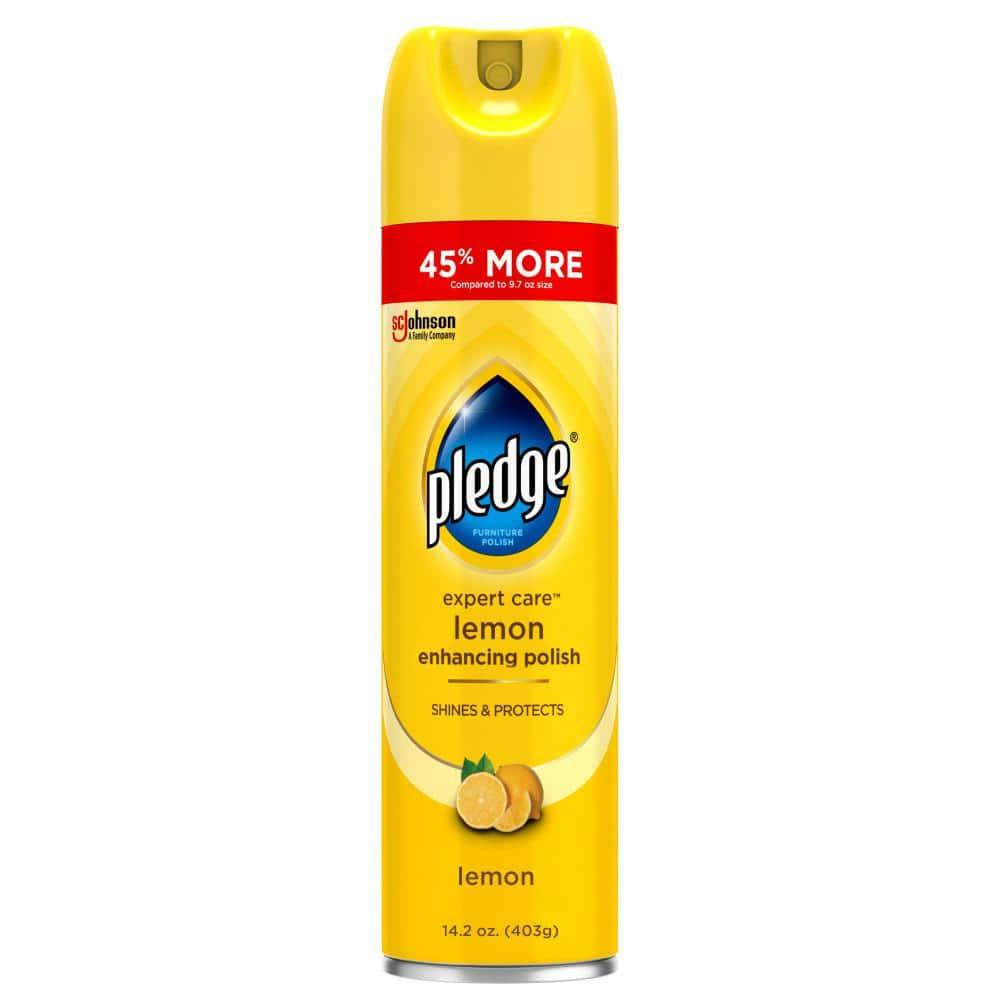 45% MORE
Compared to 9.7 oz size
SC Johnson
A Family Company
pledge®
FURNITURE
POLISH
expert care™
lemon
enhancing polish
SHINES & PROTECTS
lemon
14.2 oz. (403g)